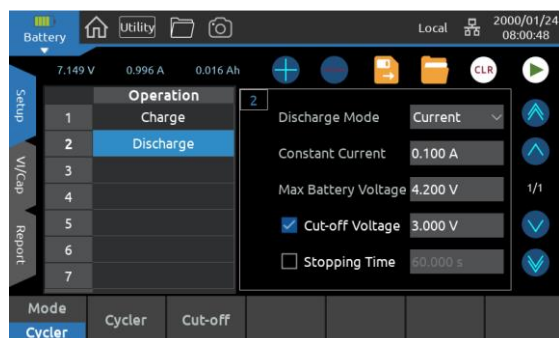 Battery
Utility
Local
2000/01/24
08:00:48
7.149 V 0.996 A 0.016 Ah
CLR
Setup
VI/Cap
Report
Operation
1 Charge
2 Discharge
3
4
5
6
7
2
Discharge Mode Current
Constant Current 0.100 A
Max Battery Voltage 4.200 V
Cut-off Voltage 3.000 V
Stopping Time 60.000 s
1/1
Mode
Cycler
Cycler
Cut-off